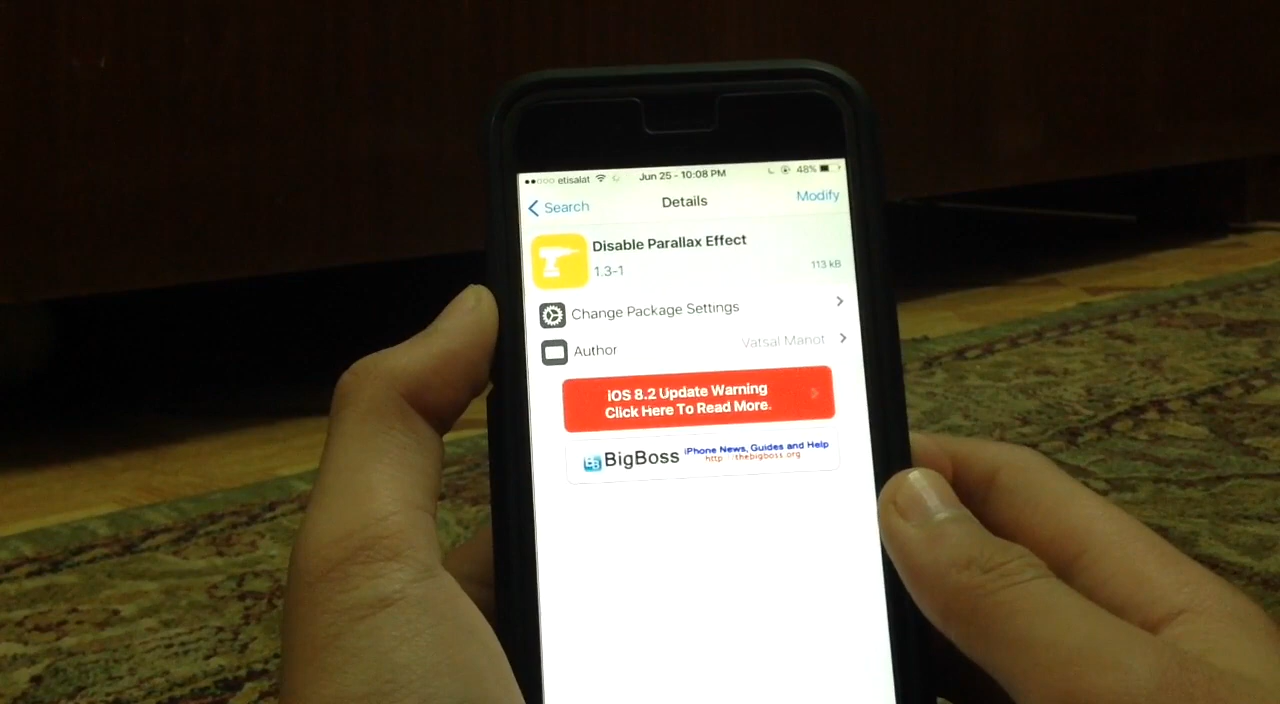 etisalat Jun 25 - 10:08 PM 48%
Search Details Modify
Disable Parallax Effect
1.3-1 113 kB
Change Package Settings
Author Vatsal Manot
iOS 8.2 Update Warning
Click Here To Read More.
BB BigBoss iPhone News, Guides and Help
http://thebigboss.org